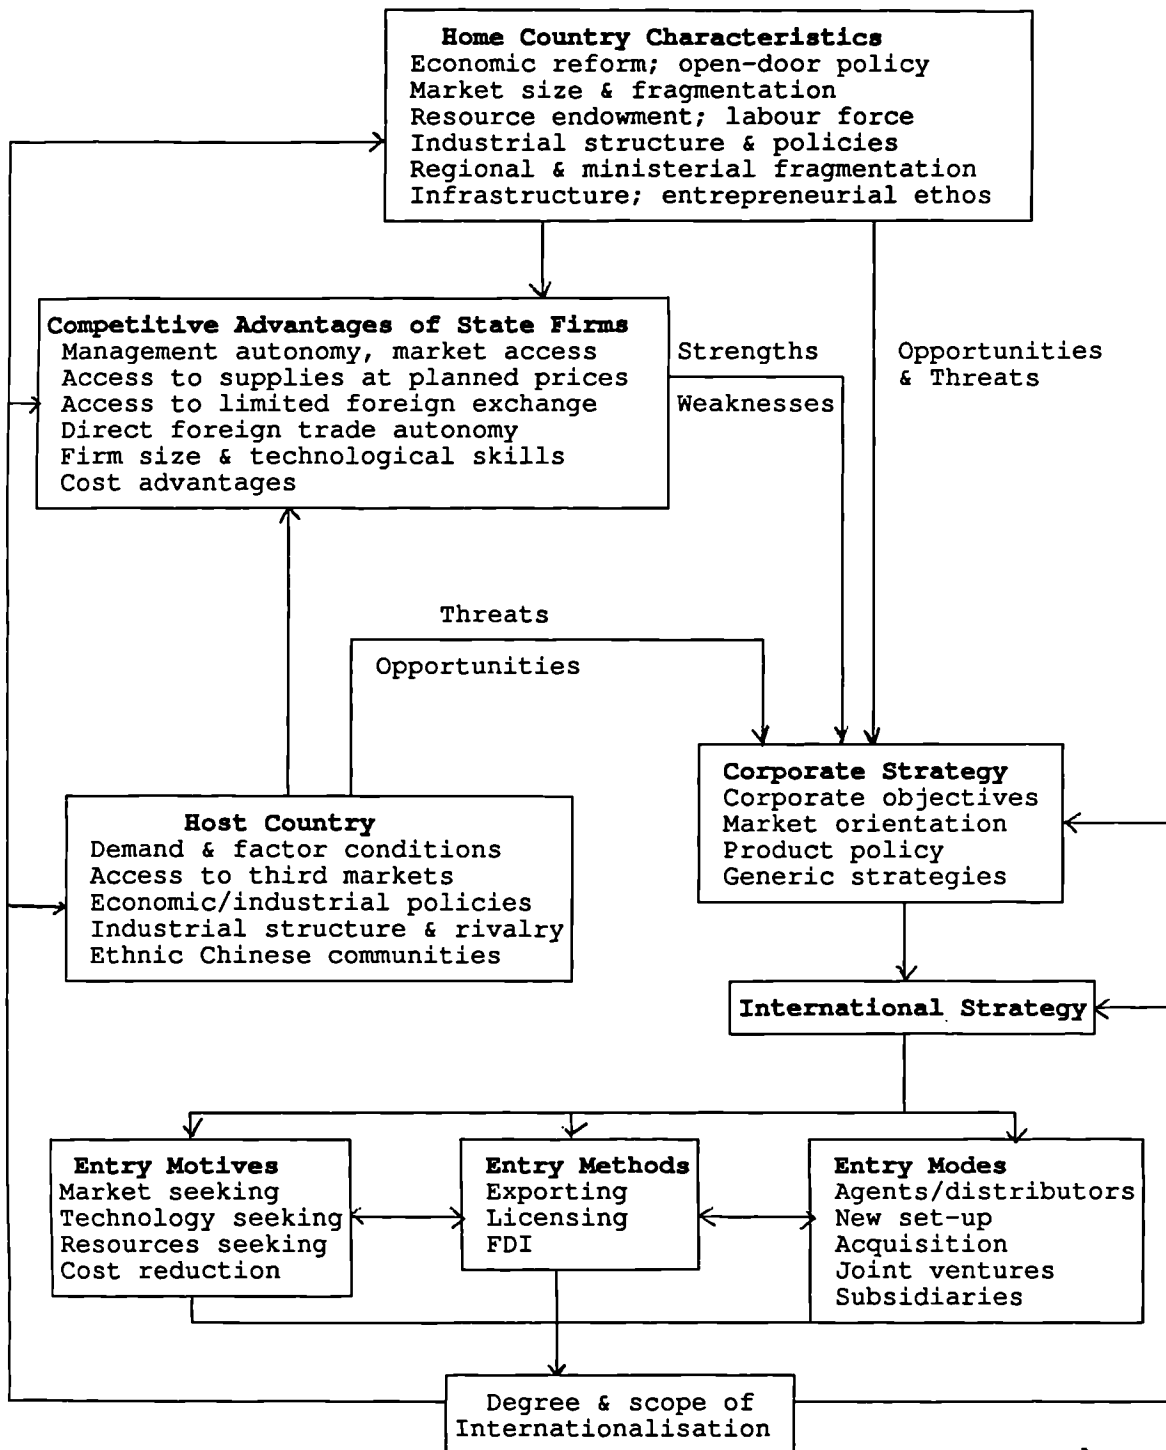 Home Country Characteristics
Economic reform; open-door policy
Market size & fragmentation
Resource endowment; labour force
Industrial structure & policies
Regional & ministerial fragmentation
Infrastructure; entrepreneurial ethos
Competitive Advantages of State Firms
Management autonomy, market access
Access to supplies at planned prices
Access to limited foreign exchange
Direct foreign trade autonomy
Firm size & technological skills
Cost advantages
Strengths
Weaknesses
Opportunities
& Threats
Threats
Opportunities
Corporate Strategy
Corporate objectives
Market orientation
Product policy
Generic strategies
Host Country
Demand & factor conditions
Access to third markets
Economic/industrial policies
Industrial structure & rivalry
Ethnic Chinese communities
International Strategy
Entry Motives
Market seeking
Technology seeking
Resources seeking
Cost reduction
Entry Methods
Exporting
Licensing
FDI
Entry Modes
Agents/distributors
New set-up
Acquisition
Joint ventures
Subsidiaries
Degree & scope of
Internationalisation